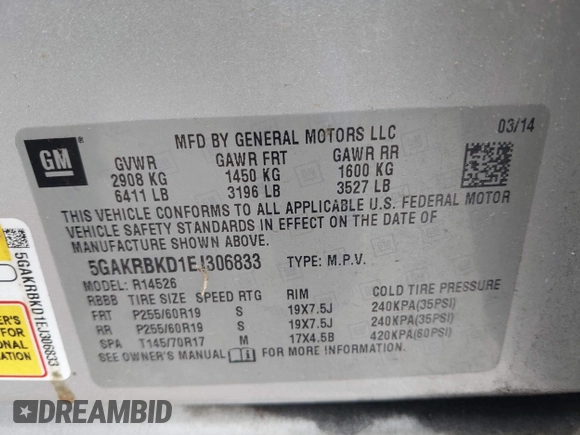 03/14
MFD BY GENERAL MOTORS LLC
GM
GVWR GAWR FRT GAWR RR
2908 KG 1450 KG 1600 KG
6411 LB 3196 LB 3527 LB
THIS VEHICLE CONFORMS TO ALL APPLICABLE U.S. FEDERAL MOTOR
VEHICLE SAFETY STANDARDS IN EFFECT ON THE DATE OF
MANUFACTURE SHOWN ABOVE.
5GAKRBKD1EJ306833 TYPE: M.P.V.
MODEL: R14526
RBBB TIRE SIZE SPEED RTG RIM COLD TIRE PRESSURE
FRT P255/60R19 S 19X7.5J 240KPA(35PSI)
RR P255/60R19 S 19X7.5J 240KPA(35PSI)
SPA T145/70R17 M 17X4.5B 420KPA(60PSI)
SEE OWNER'S MANUAL FOR MORE INFORMATION.
5GAKRBKD1EJ306833
OWNER'S
FOR
DREAMBID